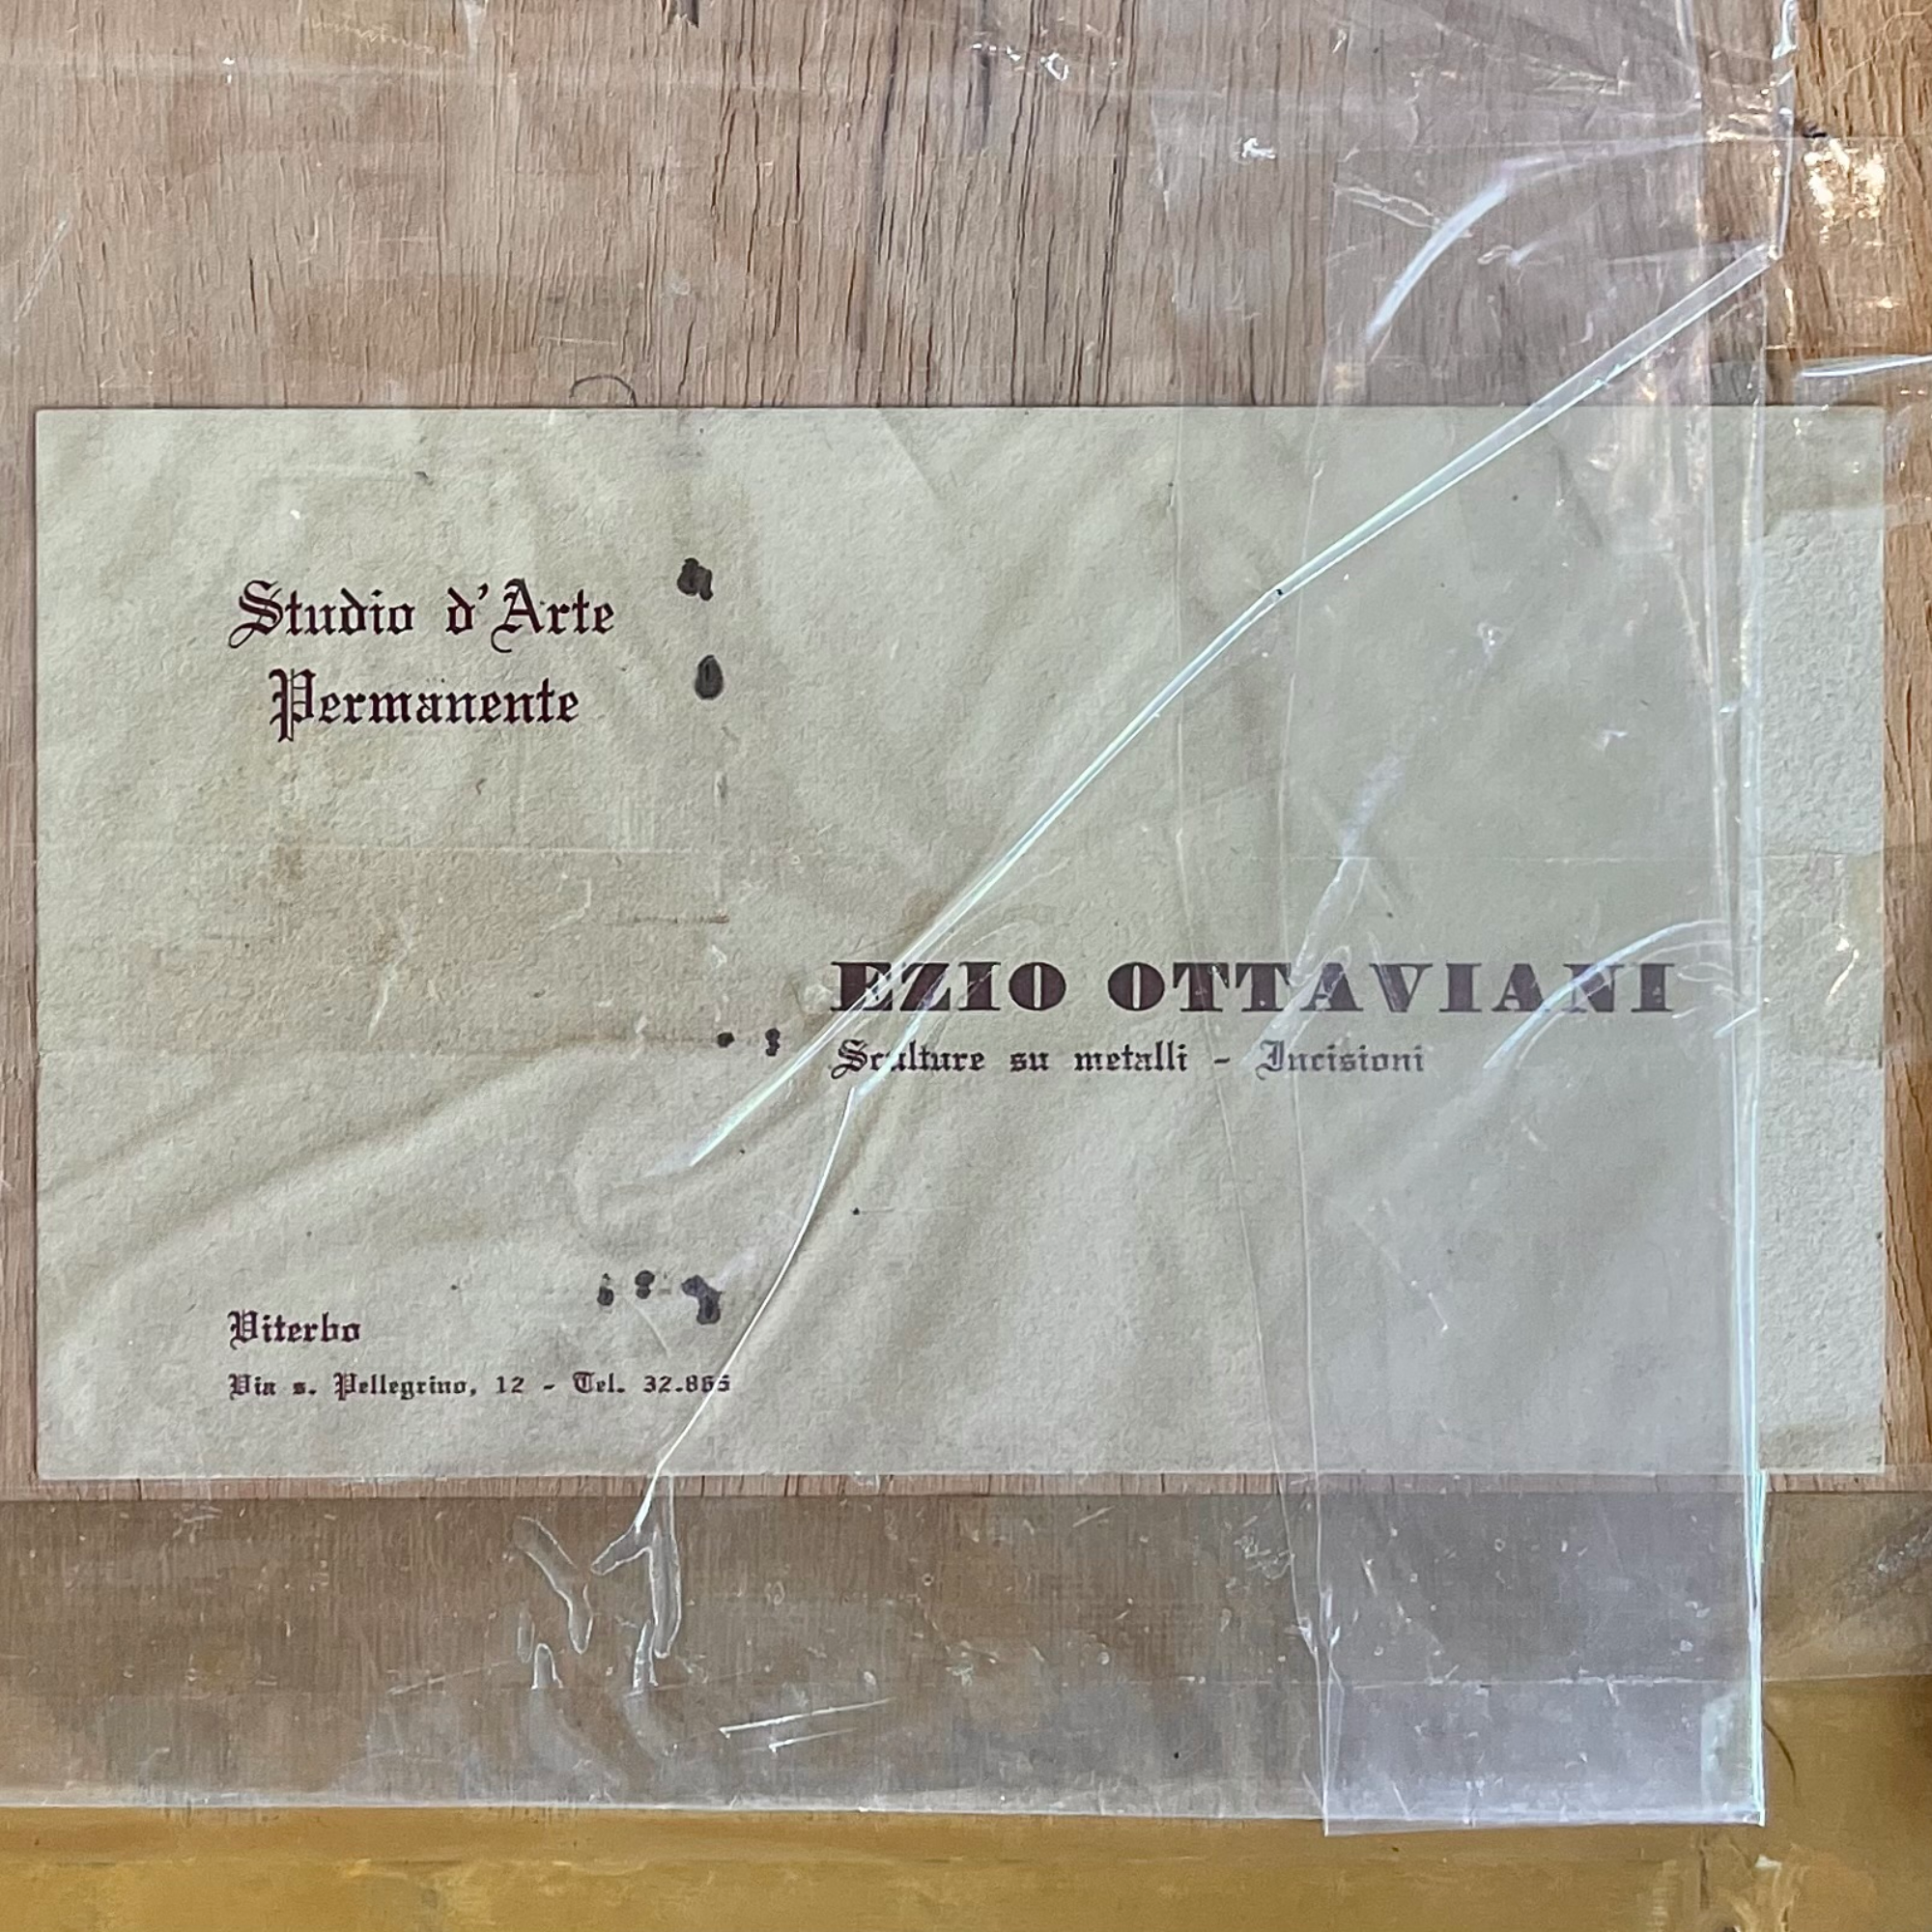 Studio d'Arte
Permanente
EZIO OTTAVIANI
Sculture su metalli - Incisioni
Viterbo
Via s. Pellegrino, 12 - Tel. 32.865